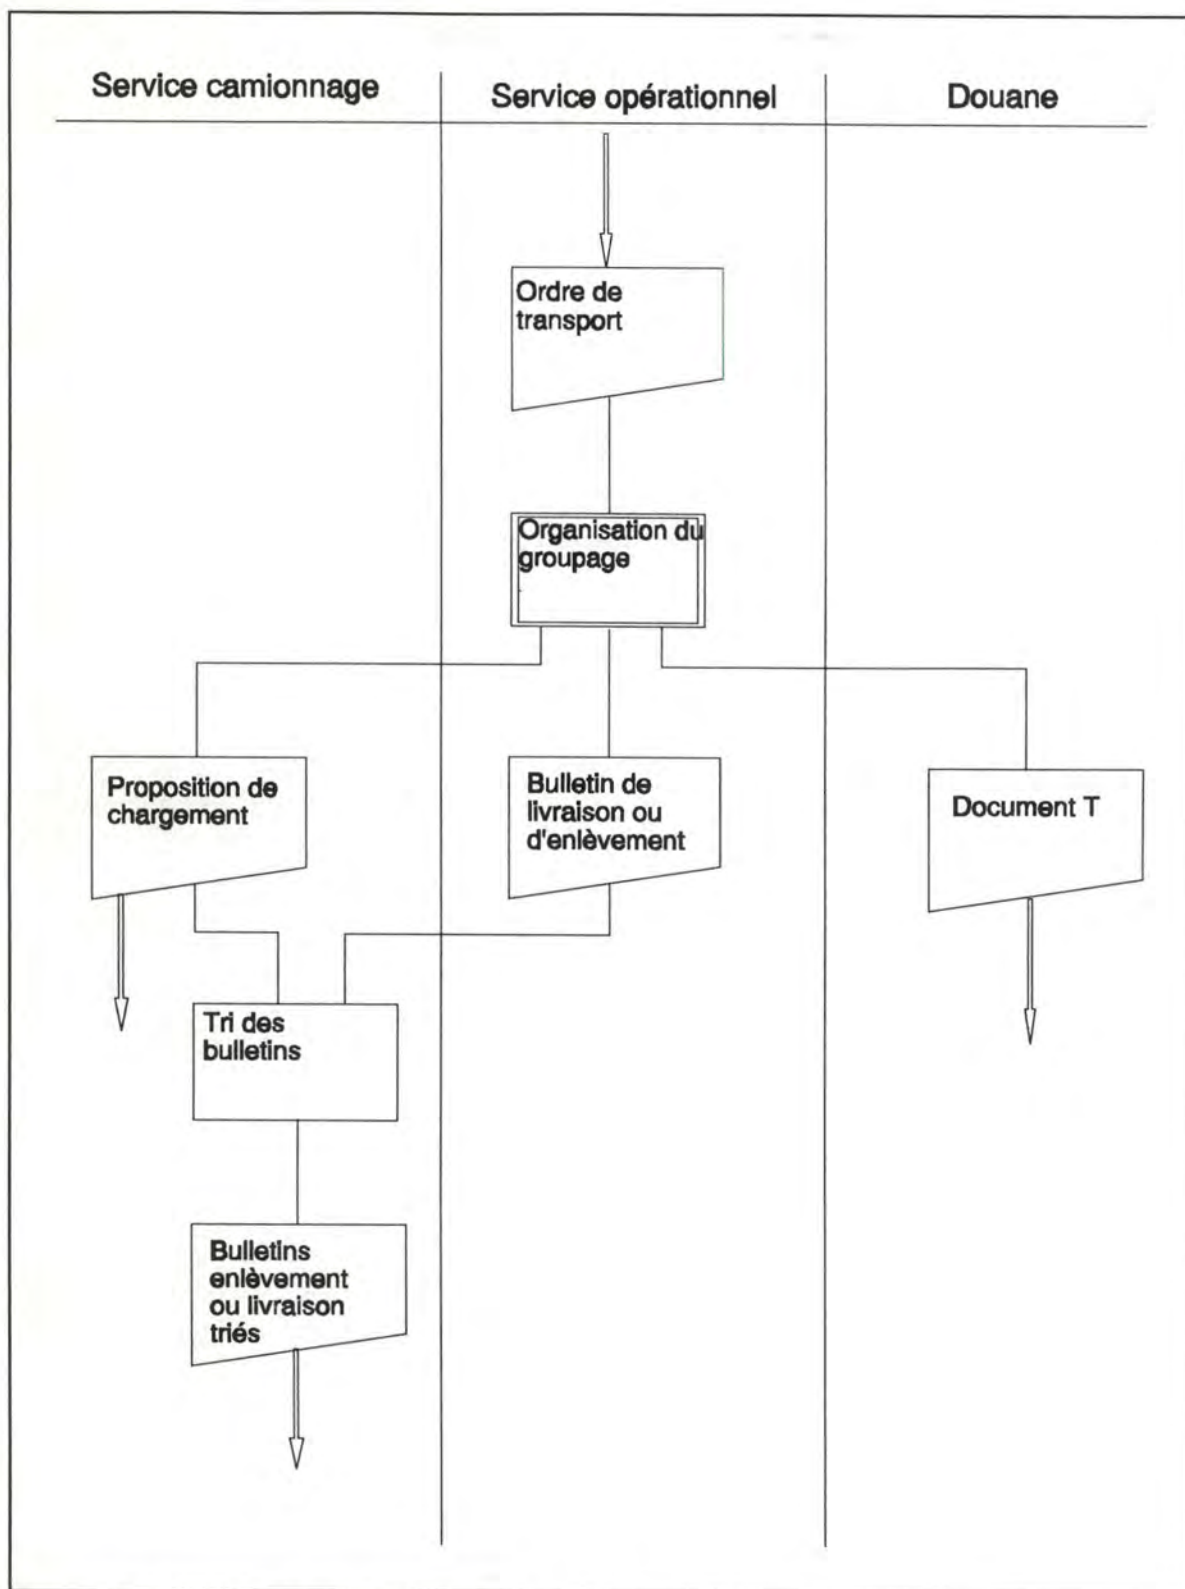 Service camionnage
Service opérationnel
Douane
Ordre de
transport
Organisation du
groupage
Proposition de
chargement
Bulletin de
livraison ou
d'enlèvement
Document T
Tri des
bulletins
Bulletins
enlèvement
ou livraison
triés